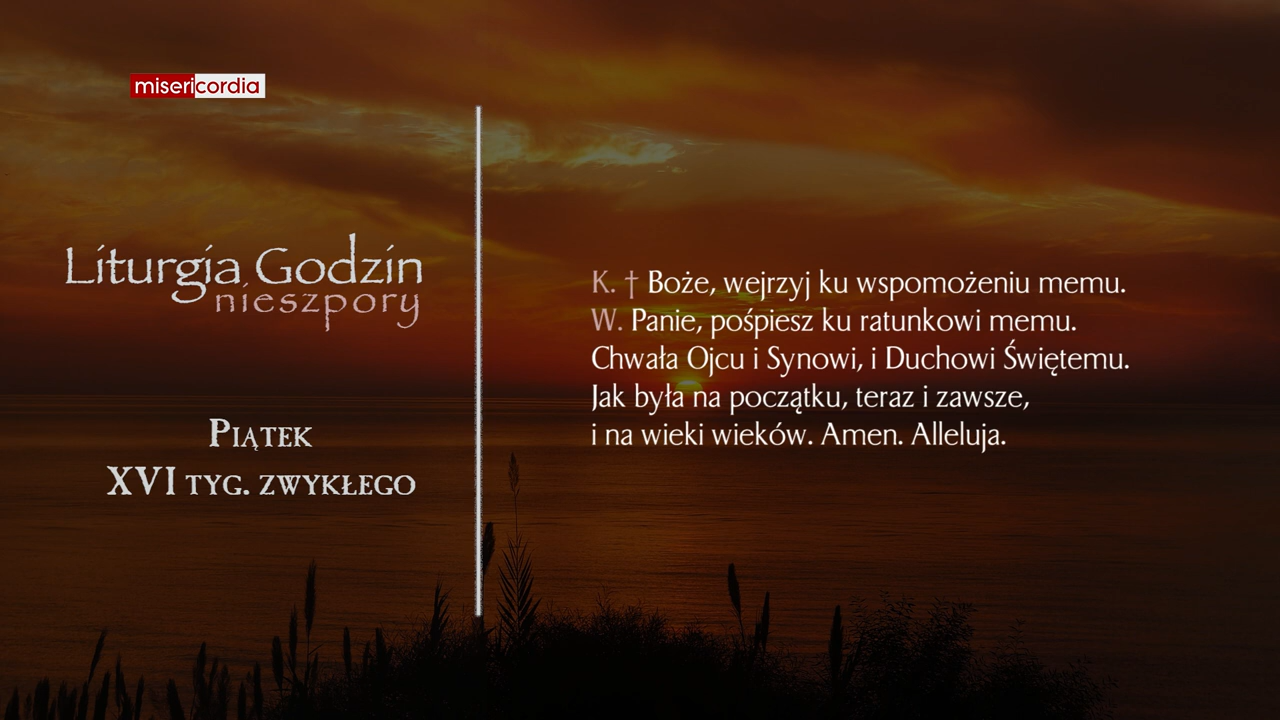 misericordia
Liturgia Godzin
nieszpory
Piątek
XVI tyg. zwykłego
K. † Boże, wejrzyj ku wspomożeniu memu.
W. Panie, pośpiesz ku ratunkowi memu.
Chwała Ojcu i Synowi, i Duchowi Świętemu.
Jak była na początku, teraz i zawsze,
i na wieki wieków. Amen. Alleluja.